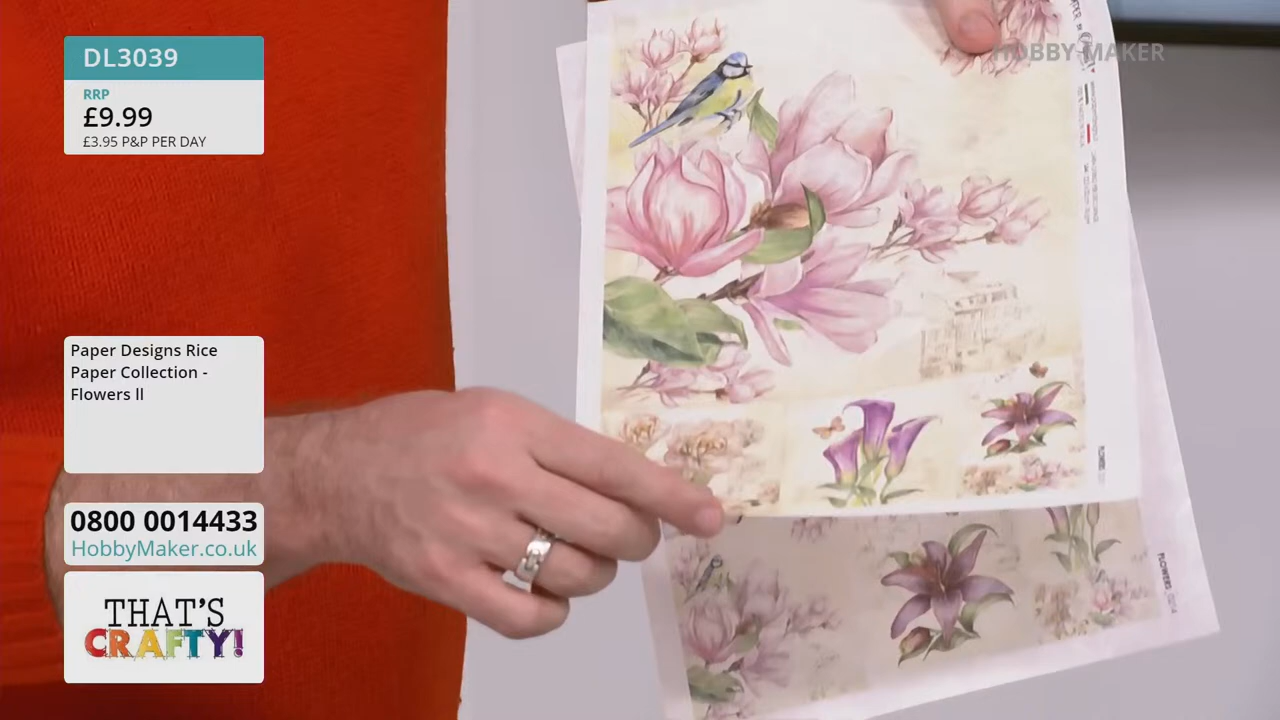 DL3039
RRP
£9.99
£3.95 P&P PER DAY
Paper Designs Rice
Paper Collection -
Flowers ll
0800 0014433
HobbyMaker.co.uk
THAT'S
CRAFTY!
HOBBY MAKER
FLOWERS
FLOWERS